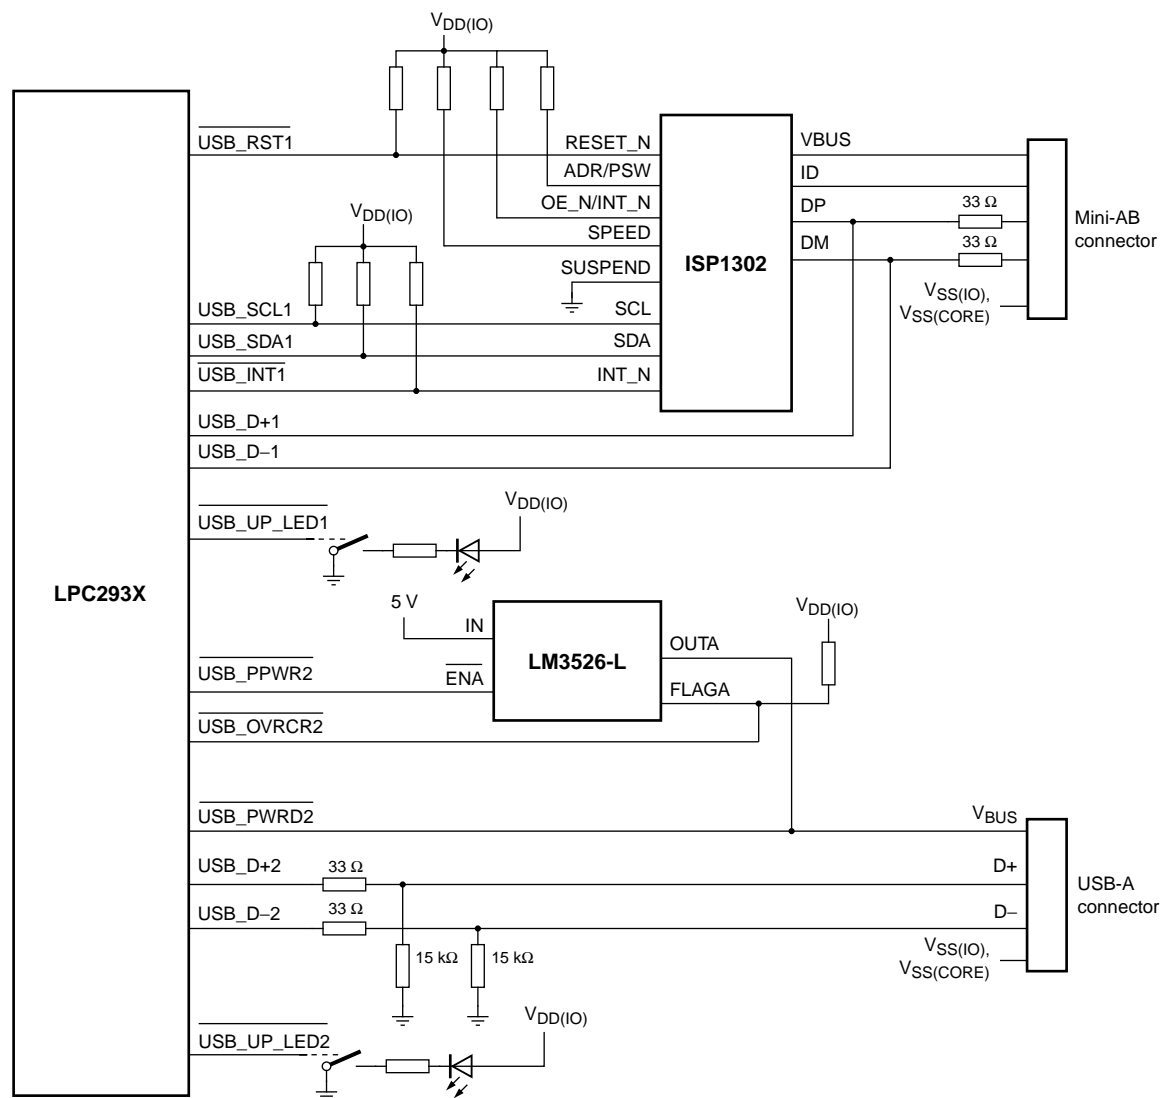 VDD(IO)
USB_RST1
RESET_N
VBUS
ADR/PSW
ID
OE_N/INT_N
DP
33 Ω
Mini-AB
connector
VDD(IO)
SPEED
DM
33 Ω
ISP1302
SUSPEND
VSS(IO),
VSS(CORE)
USB_SCL1
SCL
USB_SDA1
SDA
USB_INT1
INT_N
USB_D+1
USB_D−1
VDD(IO)
USB_UP_LED1
LPC293X
5 V
IN
VDD(IO)
OUTA
LM3526-L
USB_PPWR2
ENA
FLAGA
USB_OVRCR2
USB_PWRD2
VBUS
USB_D+2
33 Ω
D+
USB-A
connector
USB_D−2
33 Ω
D−
15 kΩ
15 kΩ
VSS(IO),
VSS(CORE)
VDD(IO)
USB_UP_LED2